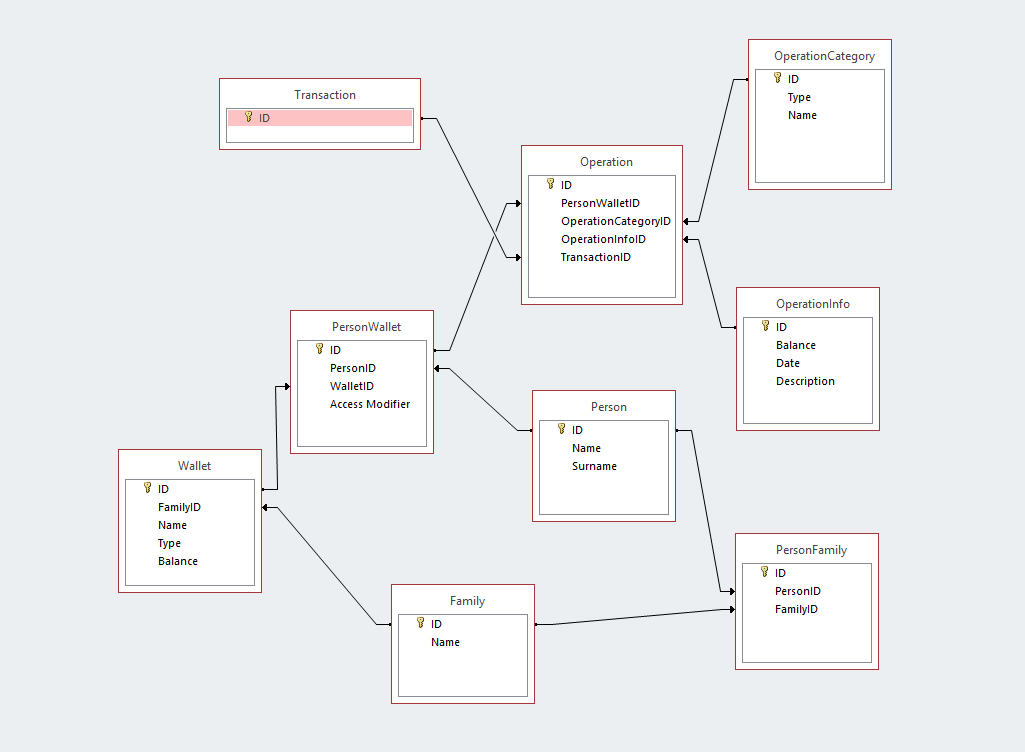 OperationCategory
ID
Type
Name
Transaction
ID
Operation
ID
PersonWalletID
OperationCategoryID
OperationInfoID
TransactionID
OperationInfo
ID
Balance
Date
Description
PersonWallet
ID
PersonID
WalletID
Access Modifier
Person
ID
Name
Surname
Wallet
ID
FamilyID
Name
Type
Balance
PersonFamily
ID
PersonID
FamilyID
Family
ID
Name